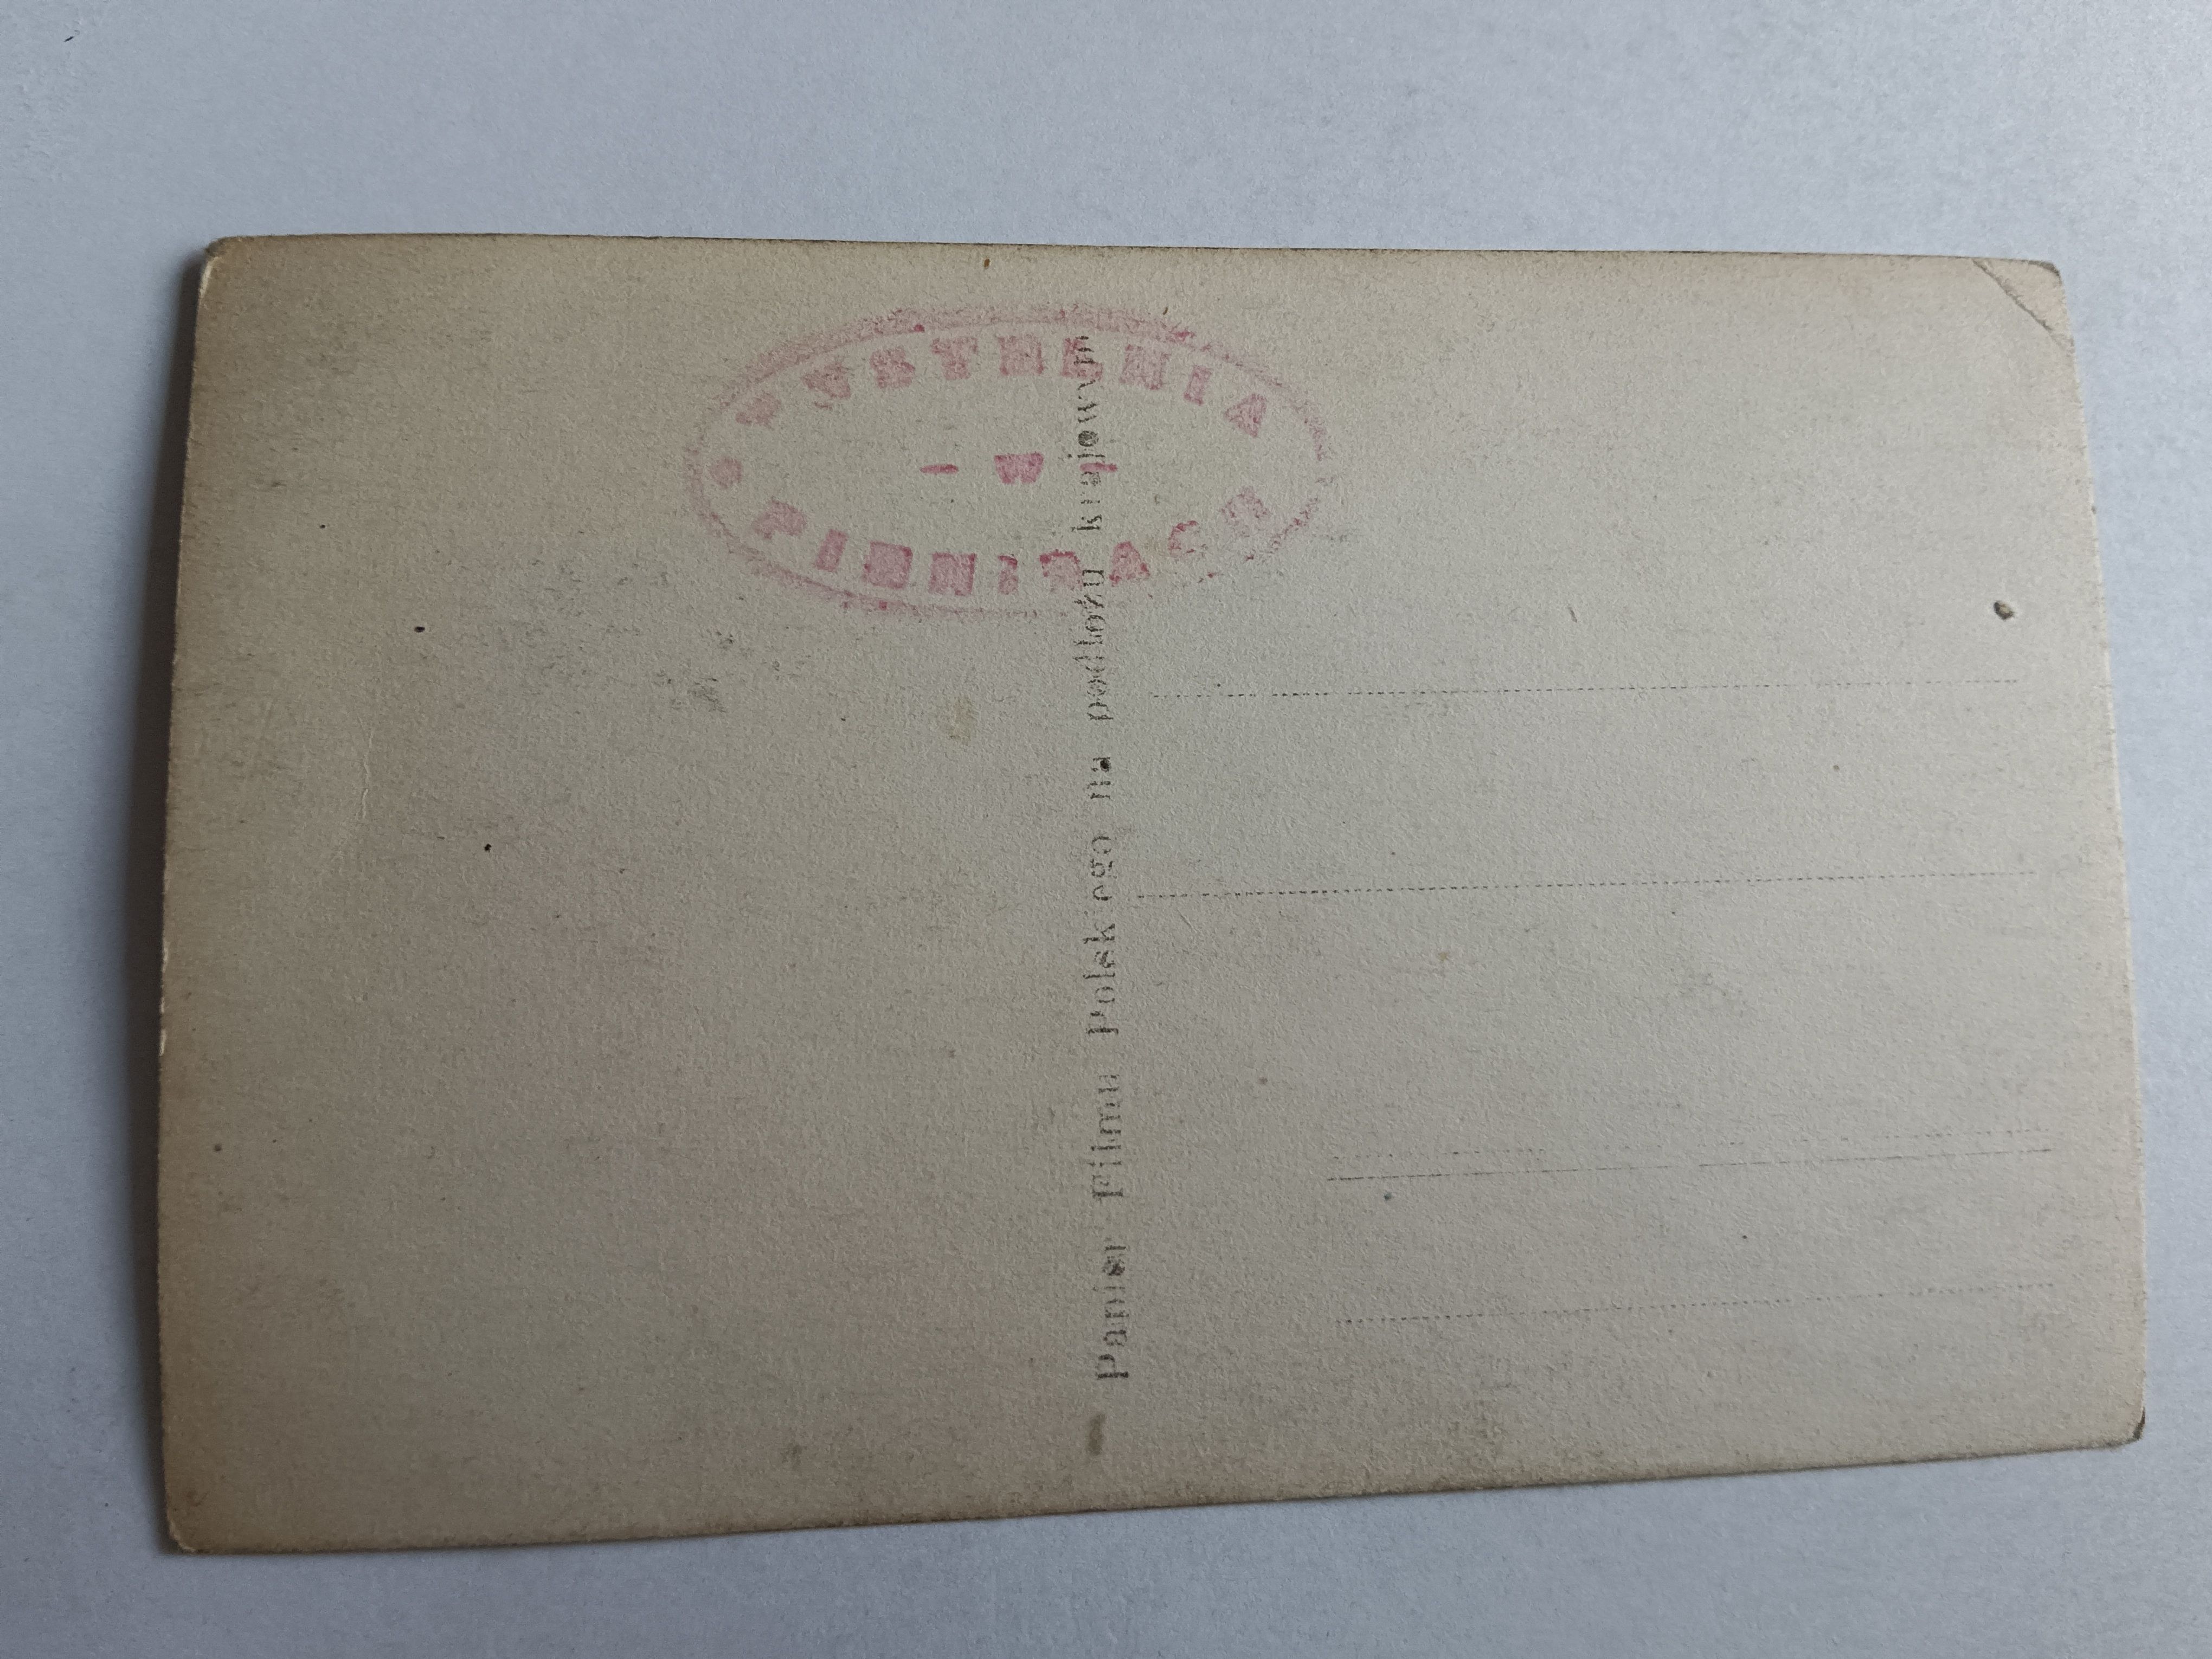 PUSTELNIA
- W -
PIENINACH
Papier Filmu Polskiego na podłożu krajowym